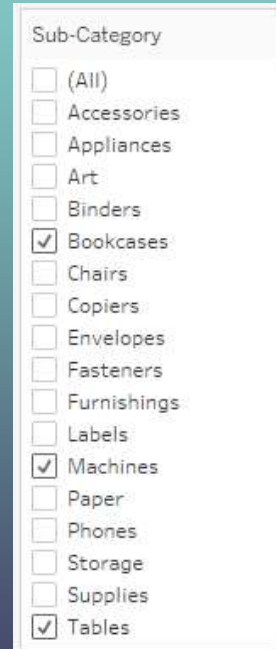 Sub-Category
(All)
Accessories
Appliances
Art
Binders
Bookcases
Chairs
Copiers
Envelopes
Fasteners
Furnishings
Labels
Machines
Paper
Phones
Storage
Supplies
Tables